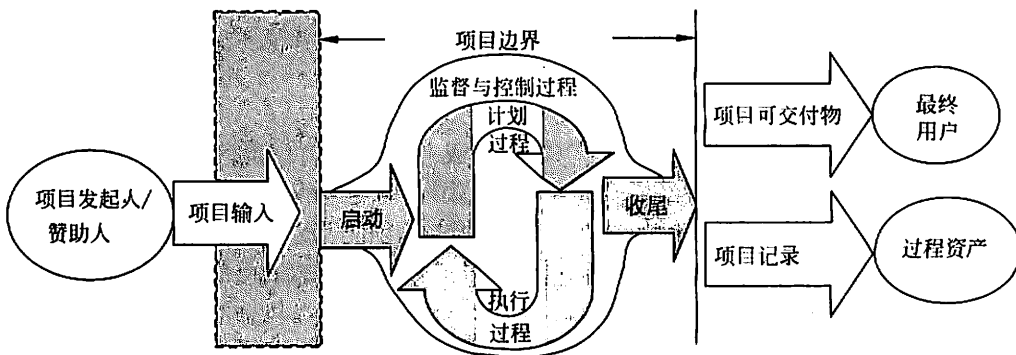 项目边界
监督与控制过程
计划
过程
项目发起人/
赞助人
项目输入
启动
收尾
执行
过程
项目可交付物
最终
用户
项目记录
过程资产